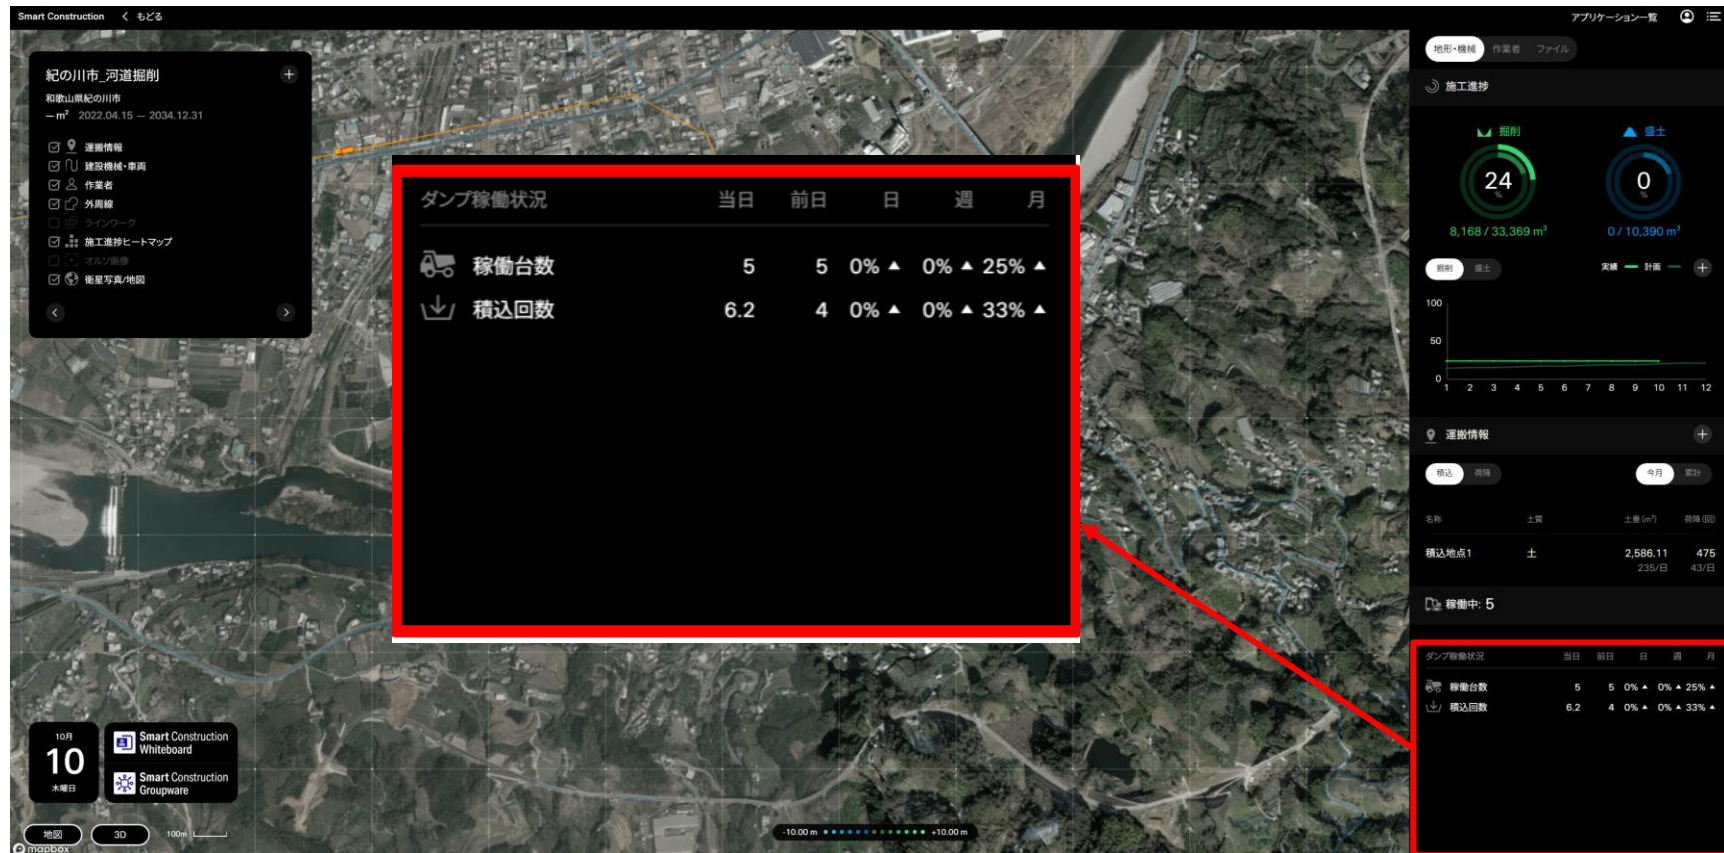 Smart Construction く もどる
アプリケーション一覧
紀の川市_河道掘削
和歌山県紀の川市
— m² 2022.04.15 — 2034.12.31
運搬情報
建設機械・車両
作業者
外周線
ラインワーク
施工進捗ヒートマップ
オルソ画像
衛星写真/地図
ダンプ稼働状況 当日 前日 日 週 月
稼働台数 5 5 0% ▲ 0% ▲ 25% ▲
積込回数 6.2 4 0% ▲ 0% ▲ 33% ▲
10月
10
木曜日
Smart Construction
Whiteboard
Smart Construction
Groupware
地図 3D 100m
mapbox
-10.00 m +10.00 m
地形・機械 作業者 ファイル
施工進捗
掘削 盛土
24 0
% %
8,168 / 33,369 m³ 0 / 10,390 m³
掘削 盛土 実績 計画
100
50
0
1 2 3 4 5 6 7 8 9 10 11 12
運搬情報
積込 荷降 今月 累計
名称 土質 土量(m³) 荷降(回)
積込地点1 土 2,586.11 475
235/日 43/日
稼働中: 5
ダンプ稼働状況 当日 前日 日 週 月
稼働台数 5 5 0% ▲ 0% ▲ 25% ▲
積込回数 6.2 4 0% ▲ 0% ▲ 33% ▲